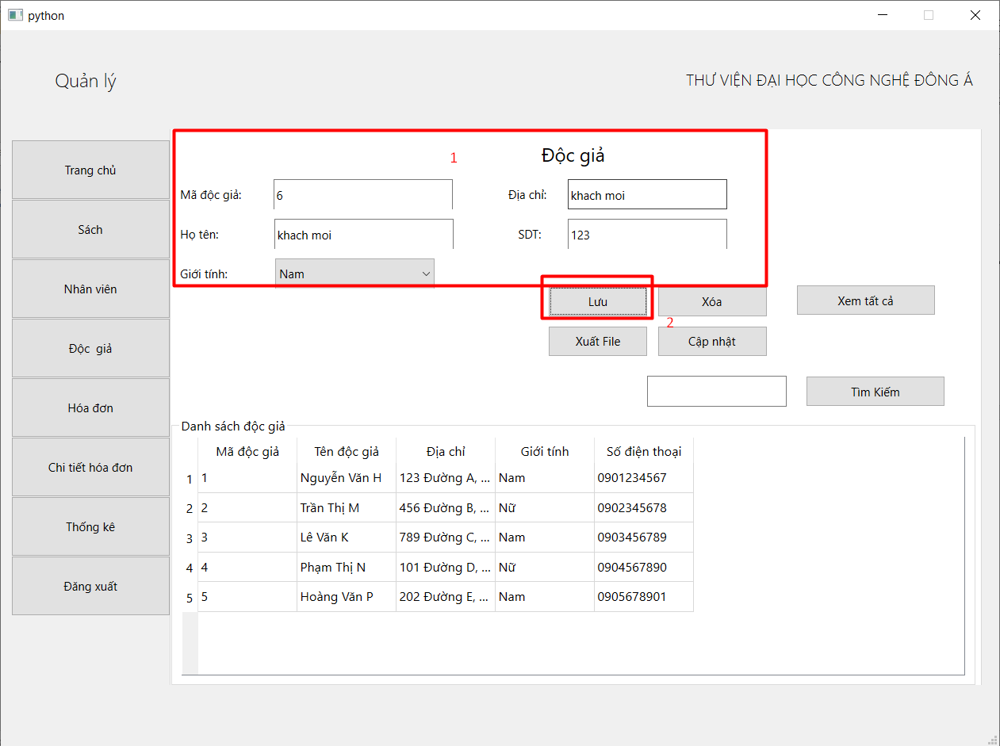 python
Quản lý
THƯ VIỆN ĐẠI HỌC CÔNG NGHỆ ĐÔNG Á
Trang chủ
Sách
Nhân viên
Độc giả
Hóa đơn
Chi tiết hóa đơn
Thống kê
Đăng xuất
1
Độc giả
Mã độc giả: 6 Địa chỉ: khach moi
Họ tên: khach moi SDT: 123
Giới tính: Nam
Lưu Xóa Xem tất cả
2
Xuất File Cập nhật
Tìm Kiếm
Danh sách độc giả
Mã độc giả Tên độc giả Địa chỉ Giới tính Số điện thoại
1 1 Nguyễn Văn H 123 Đường A, ... Nam 0901234567
2 2 Trần Thị M 456 Đường B, ... Nữ 0902345678
3 3 Lê Văn K 789 Đường C, ... Nam 0903456789
4 4 Phạm Thị N 101 Đường D, ... Nữ 0904567890
5 5 Hoàng Văn P 202 Đường E, ... Nam 0905678901